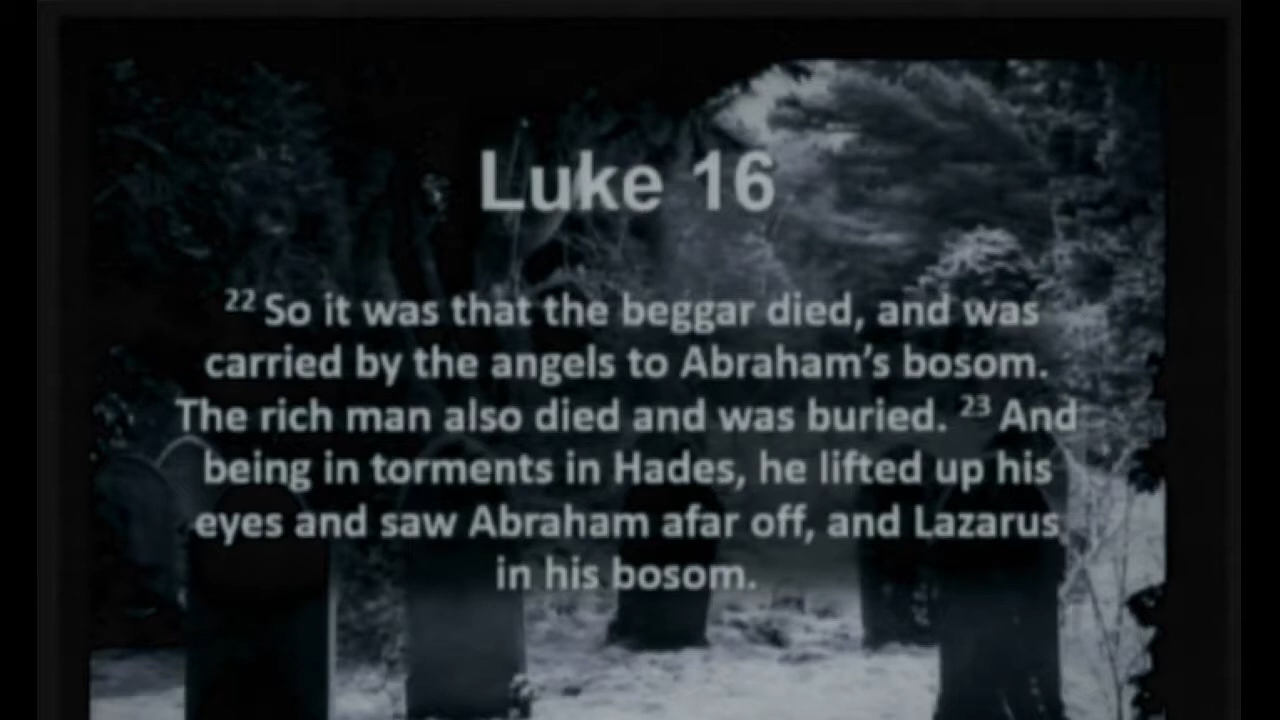 Luke 16
22 So it was that the beggar died, and was
carried by the angels to Abraham’s bosom.
The rich man also died and was buried. 23 And
being in torments in Hades, he lifted up his
eyes and saw Abraham afar off, and Lazarus
in his bosom.